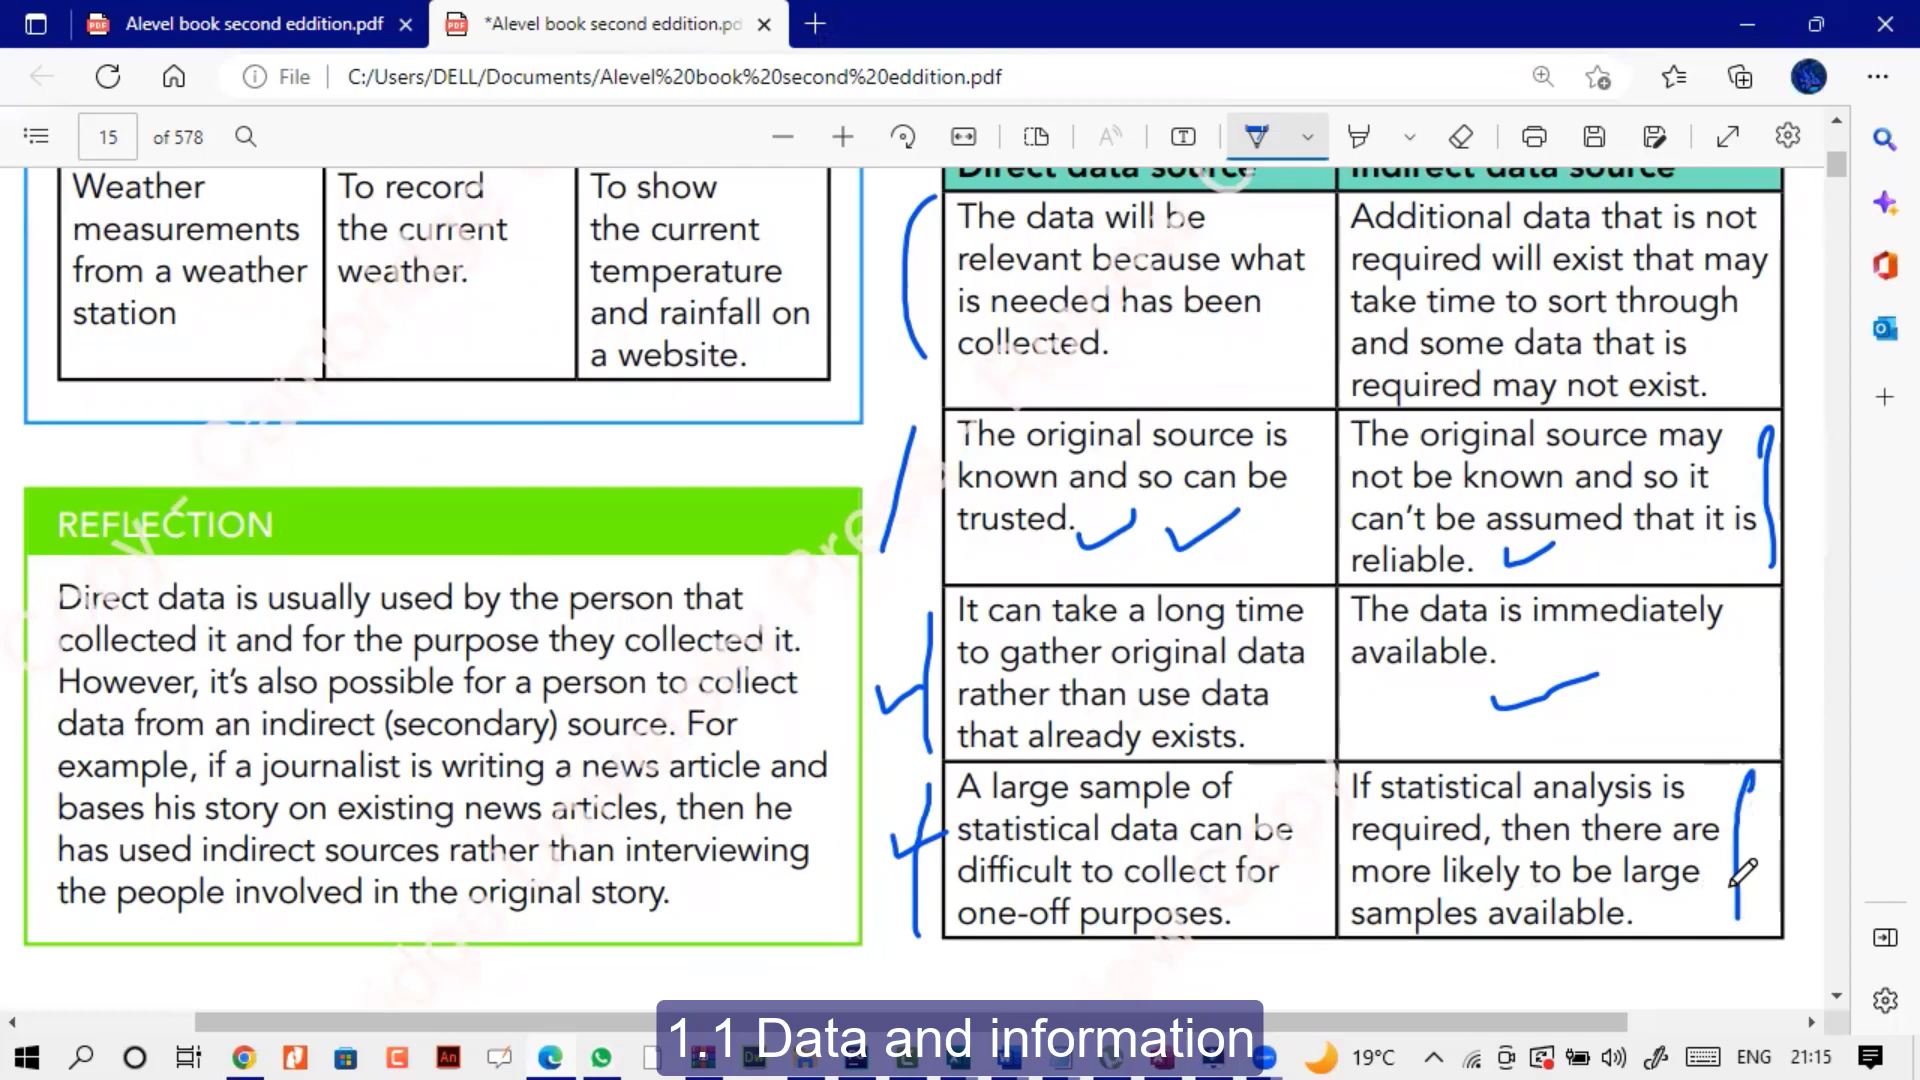 Alevel book second eddition.pdf
*Alevel book second eddition.pd
File
C:/Users/DELL/Documents/Alevel%20book%20second%20eddition.pdf
15
of 578
Weather
measurements
from a weather
station
To record
the current
weather.
To show
the current
temperature
and rainfall on
a website.
REFLECTION
Direct data is usually used by the person that
collected it and for the purpose they collected it.
However, it's also possible for a person to collect
data from an indirect (secondary) source. For
example, if a journalist is writing a news article and
bases his story on existing news articles, then he
has used indirect sources rather than interviewing
the people involved in the original story.
Direct data source
Indirect data source
The data will be
relevant because what
is needed has been
collected.
Additional data that is not
required will exist that may
take time to sort through
and some data that is
required may not exist.
The original source is
known and so can be
trusted.
The original source may
not be known and so it
can't be assumed that it is
reliable.
It can take a long time
to gather original data
rather than use data
that already exists.
The data is immediately
available.
A large sample of
statistical data can be
difficult to collect for
one-off purposes.
If statistical analysis is
required, then there are
more likely to be large
samples available.
1.1 Data and information
19°C
ENG
21:15